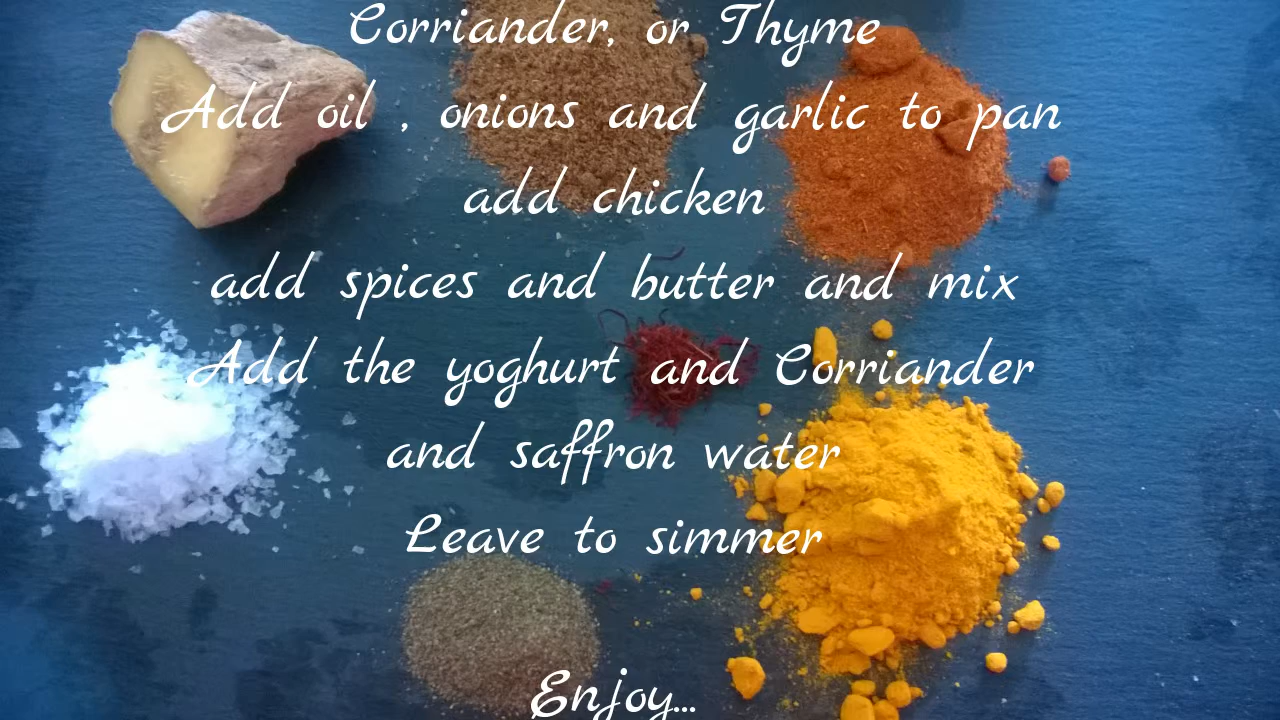 Corriander, or Thyme
Add oil , onions and garlic to pan
add chicken
add spices and butter and mix
Add the yoghurt and Corriander
and saffron water
Leave to simmer
Enjoy...